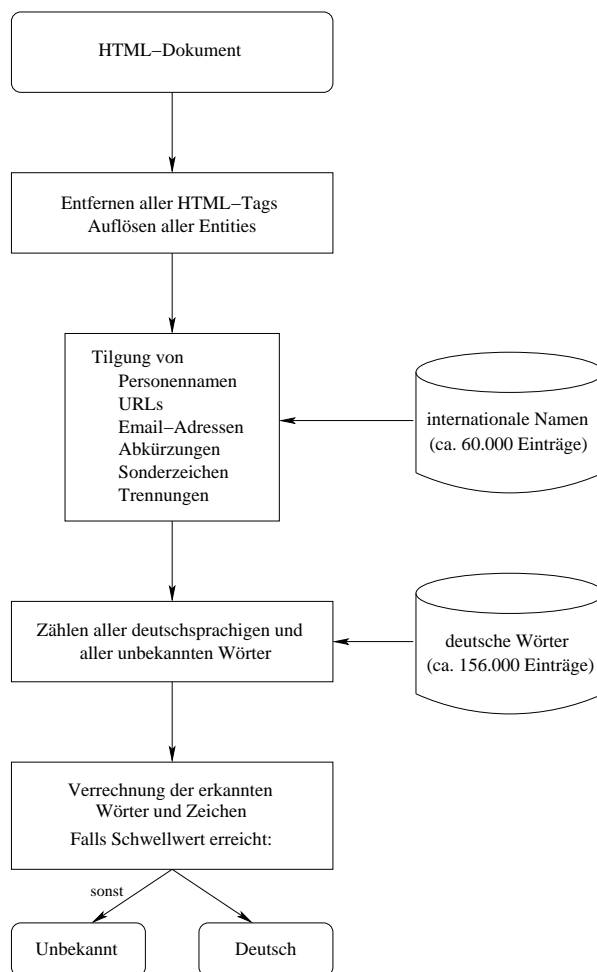 HTML–Dokument
Entfernen aller HTML–Tags
Auflösen aller Entities
Tilgung von
Personennamen
URLs
Email–Adressen
Abkürzungen
Sonderzeichen
Trennungen
internationale Namen
(ca. 60.000 Einträge)
Zählen aller deutschsprachigen und
aller unbekannten Wörter
deutsche Wörter
(ca. 156.000 Einträge)
Verrechnung der erkannten
Wörter und Zeichen
Falls Schwellwert erreicht:
sonst
Unbekannt
Deutsch